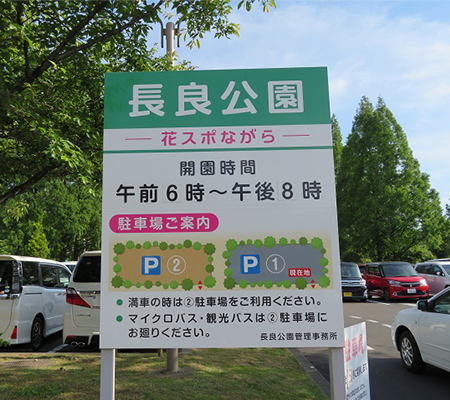 長良公園
花スポながら
開園時間
午前6時～午後8時
駐車場ご案内
P ② P ① 現在地
● 満車の時は②駐車場をご利用ください。
● マイクロバス・観光バスは②駐車場に
お廻りください。
長良公園管理事務所